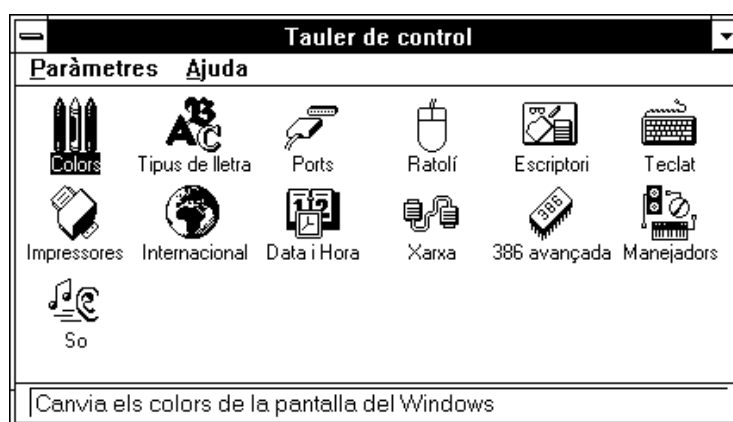 Tauler de control
Paràmetres Ajuda
Colors Tipus de lletra Ports Ratolí Escriptori Teclat
386
Impressores Internacional Data i Hora Xarxa 386 avançada Manejadors
So
Canvia els colors de la pantalla del Windows